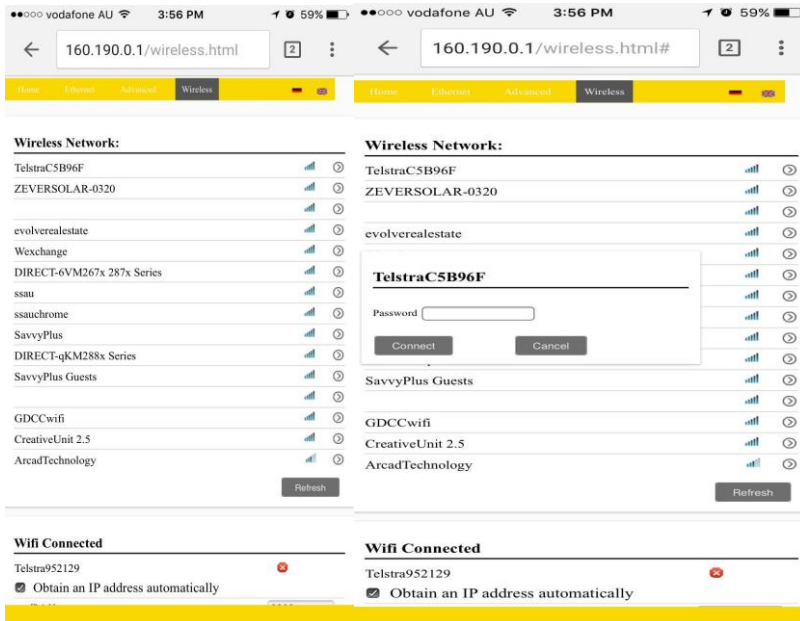 vodafone AU 3:56 PM 59%
160.190.0.1/wireless.html 2
Home Ethernet Advanced Wireless
Wireless Network:
TelstraC5B96F
ZEVERSOLAR-0320
evolverealestate
Wexchange
DIRECT-6VM267x 287x Series
ssau
ssauchrome
SavvyPlus
DIRECT-qKM288x Series
SavvyPlus Guests
GDCCwifi
CreativeUnit 2.5
ArcadTechnology
Refresh
Wifi Connected
Telstra952129
Obtain an IP address automatically
vodafone AU 3:56 PM 59%
160.190.0.1/wireless.html# 2
Home Ethernet Advanced Wireless
Wireless Network:
TelstraC5B96F
ZEVERSOLAR-0320
evolverealestate
TelstraC5B96F
Password
Connect Cancel
SavvyPlus Guests
GDCCwifi
CreativeUnit 2.5
ArcadTechnology
Refresh
Wifi Connected
Telstra952129
Obtain an IP address automatically